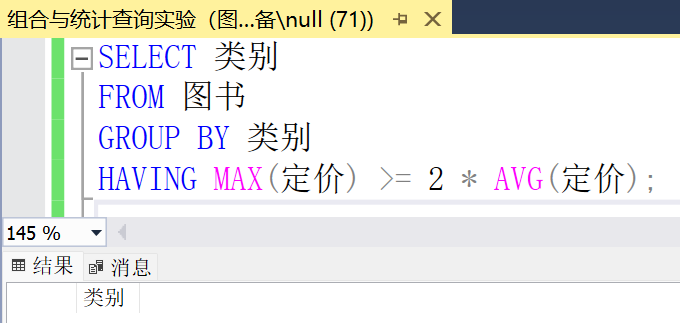 组合与统计查询实验（图...备\null (71))
SELECT 类别
FROM 图书
GROUP BY 类别
HAVING MAX(定价) >= 2 * AVG(定价);
145 %
结果 消息
类别